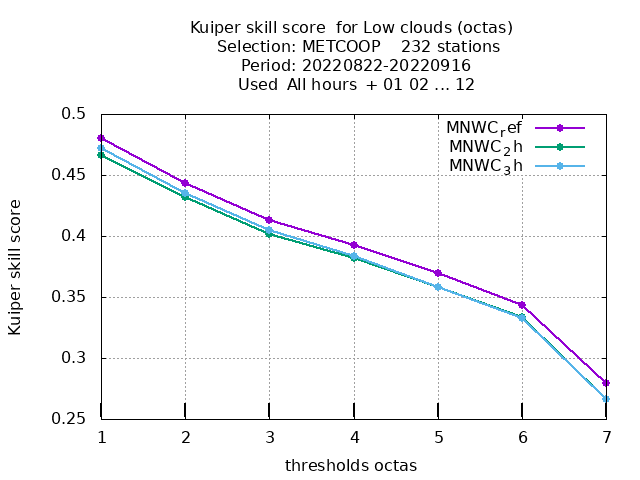 Kuiper skill score  for Low clouds (octas)
Selection: METCOOP    232 stations
Period: 20220822-20220916
Used  All hours  + 01 02 ... 12
0.5
0.45
0.4
0.35
0.3
0.25
Kuiper skill score
MNWC_ref
MNWC_2h
MNWC_3h
1 2 3 4 5 6 7
thresholds octas